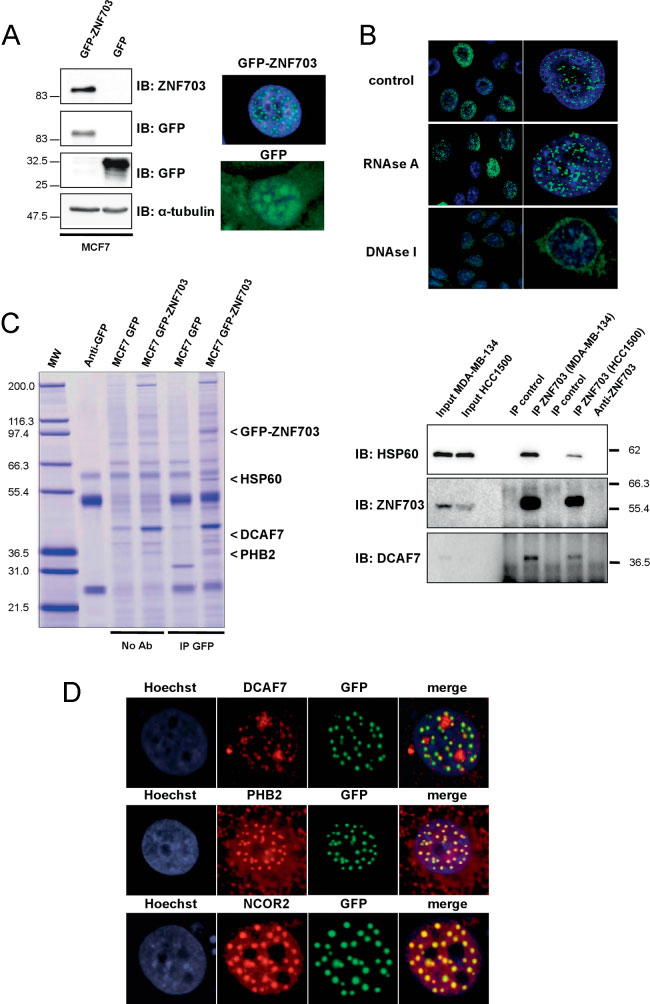 A
GFP-ZNF703
GFP
83
IB: ZNF703
83
IB: GFP
32.5
25
IB: GFP
47.5
IB: α-tubulin
MCF7
GFP-ZNF703
GFP
B
control
RNAse A
DNAse I
C
MW
Anti-GFP
MCF7 GFP
MCF7 GFP-ZNF703
MCF7 GFP
MCF7 GFP-ZNF703
200.0
116.3
97.4
66.3
55.4
36.5
31.0
21.5
< GFP-ZNF703
< HSP60
< DCAF7
< PHB2
No Ab
IP GFP
Input MDA-MB-134
Input HCC1500
IP control
IP ZNF703 (MDA-MB-134)
IP control
IP ZNF703 (HCC1500)
Anti-ZNF703
IB: HSP60
62
IB: ZNF703
66.3
55.4
IB: DCAF7
36.5
D
Hoechst DCAF7 GFP merge
Hoechst PHB2 GFP merge
Hoechst NCOR2 GFP merge